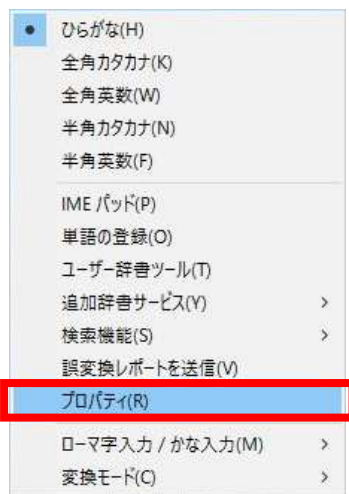 ひらがな(H)
全角カタカナ(K)
全角英数(W)
半角カタカナ(N)
半角英数(F)
IME パッド(P)
単語の登録(O)
ユーザー辞書ツール(T)
追加辞書サービス(Y)
検索機能(S)
誤変換レポートを送信(V)
プロパティ(R)
ローマ字入力 / かな入力(M)
変換モード(C)